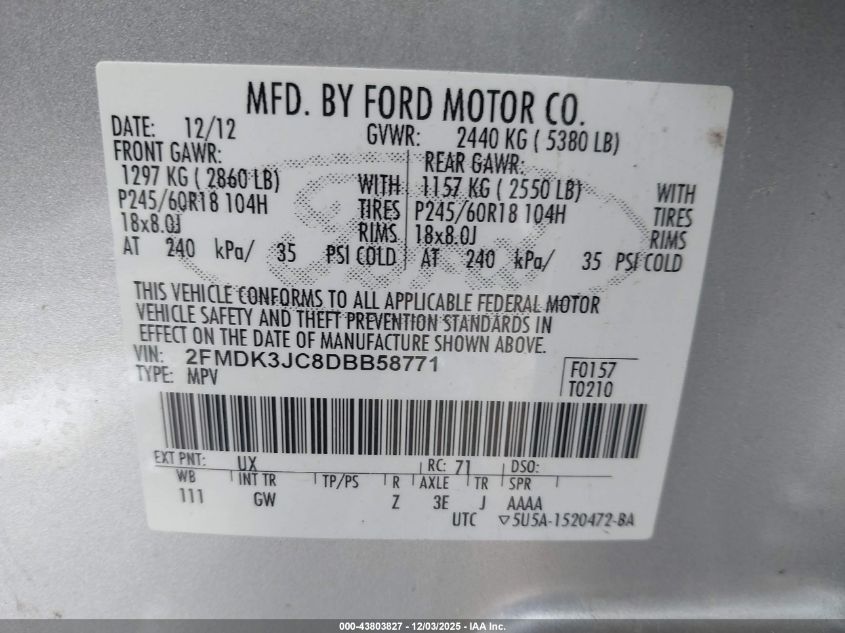 MFD. BY FORD MOTOR CO.
DATE: 12/12 GVWR: 2440 KG ( 5380 LB)
FRONT GAWR: REAR GAWR:
1297 KG ( 2860 LB) WITH 1157 KG ( 2550 LB) WITH
P245/60R18 104H TIRES P245/60R18 104H TIRES
18x8.0J RIMS 18x8.0J RIMS
AT 240 kPa/ 35 PSI COLD AT 240 kPa/ 35 PSI COLD
THIS VEHICLE CONFORMS TO ALL APPLICABLE FEDERAL MOTOR
VEHICLE SAFETY AND THEFT PREVENTION STANDARDS IN
EFFECT ON THE DATE OF MANUFACTURE SHOWN ABOVE.
VIN: 2FMDK3JC8DBB58771
TYPE: MPV
F0157
T0210
EXT PNT: UX RC: 71 DSO:
WB INT TR TP/PS R AXLE TR SPR
111 GW Z 3E J AAAA
UTC ▽5U5A-1520472-BA
000-43803827 - 12/03/2025 - IAA Inc.